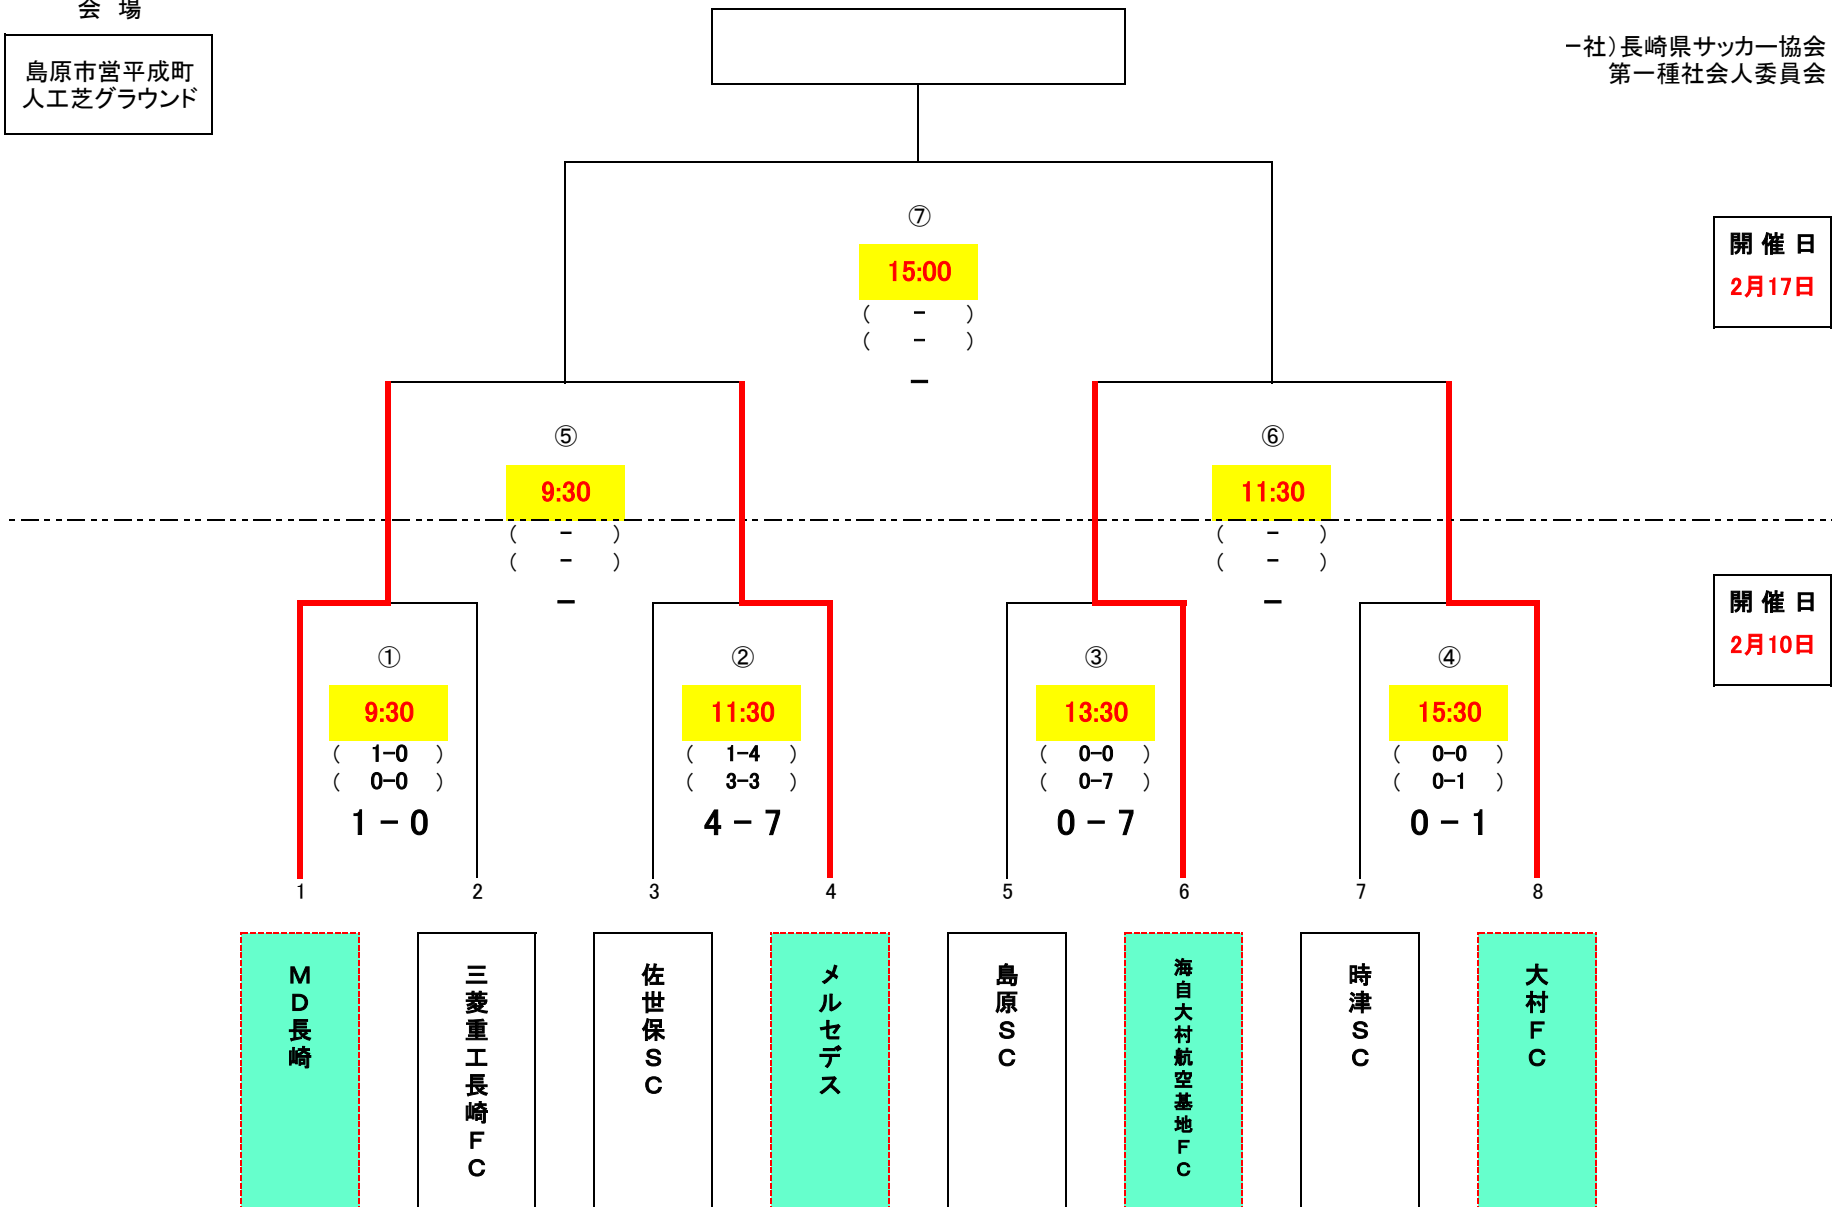 会 場
島原市営平成町
人工芝グラウンド
一社）長崎県サッカー協会
第一種社会人委員会
⑦
15:00
( - )
( - )
-
開 催 日
2月17日
⑤
9:30
( - )
( - )
-
⑥
11:30
( - )
( - )
-
開 催 日
2月10日
①
9:30
( 1-0 )
( 0-0 )
1 - 0
②
11:30
( 1-4 )
( 3-3 )
4 - 7
③
13:30
( 0-0 )
( 0-7 )
0 - 7
④
15:30
( 0-0 )
( 0-1 )
0 - 1
1
2
3
4
5
6
7
8
ＭＤ長崎
三菱重工長崎ＦＣ
佐世保ＳＣ
メルセデス
島原ＳＣ
海自大村航空基地ＦＣ
時津ＳＣ
大村ＦＣ